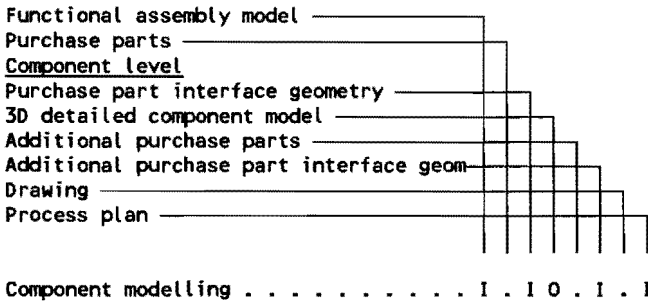 Functional assembly model
Purchase parts
Component level
Purchase part interface geometry
3D detailed component model
Additional purchase parts
Additional purchase part interface geom
Drawing
Process plan
Component modelling . . . . . . . . . . I . I O . I .